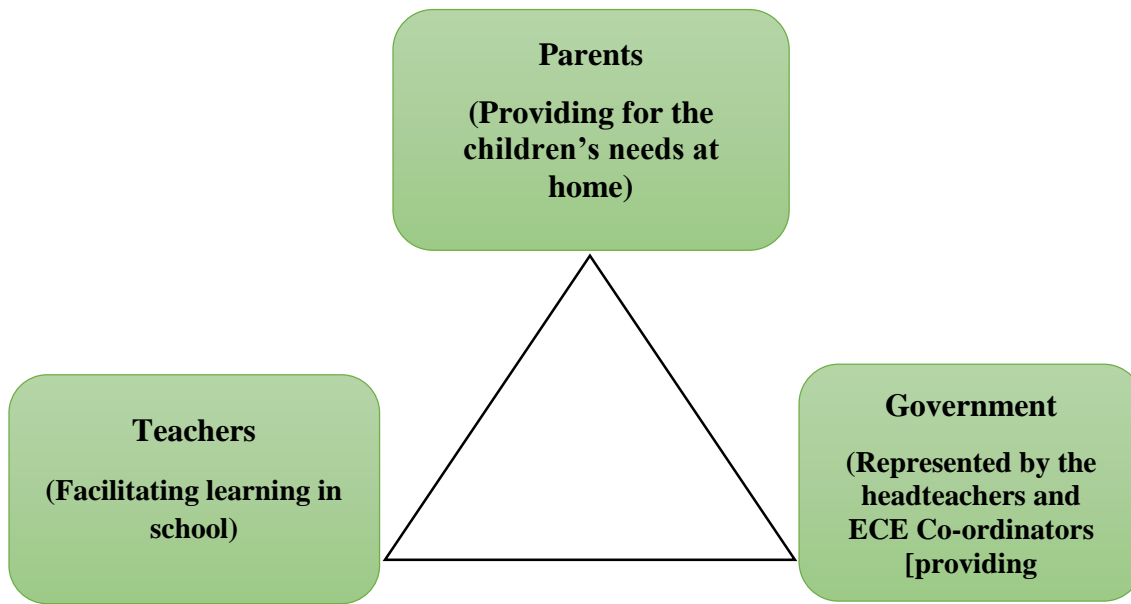 Parents
(Providing for the
children’s needs at
home)
Teachers
(Facilitating learning in
school)
Government
(Represented by the
headteachers and
ECE Co-ordinators
[providing